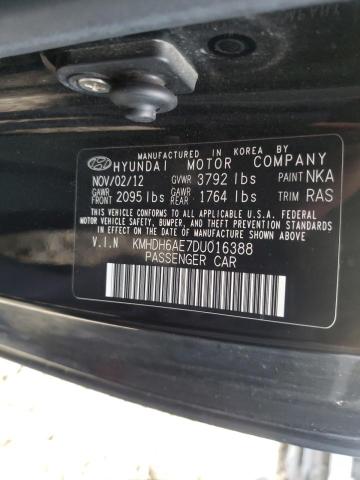 MANUFACTURED IN KOREA BY
HYUNDAI MOTOR COMPANY
NOV/02/12 GVWR 3792 lbs PAINT NKA
GAWR FRONT 2095 lbs GAWR REAR 1764 lbs TRIM RAS
THIS VEHICLE CONFORMS TO ALL APPLICABLE U.S.A. FEDERAL
MOTOR VEHICLE SAFETY, BUMPER, AND THEFT PREVENTION STANDARDS
IN EFFECT ON THE DATE OF MANUFACTURE SHOWN ABOVE.
V.I.N KMHDH6AE7DU016388
PASSENGER CAR